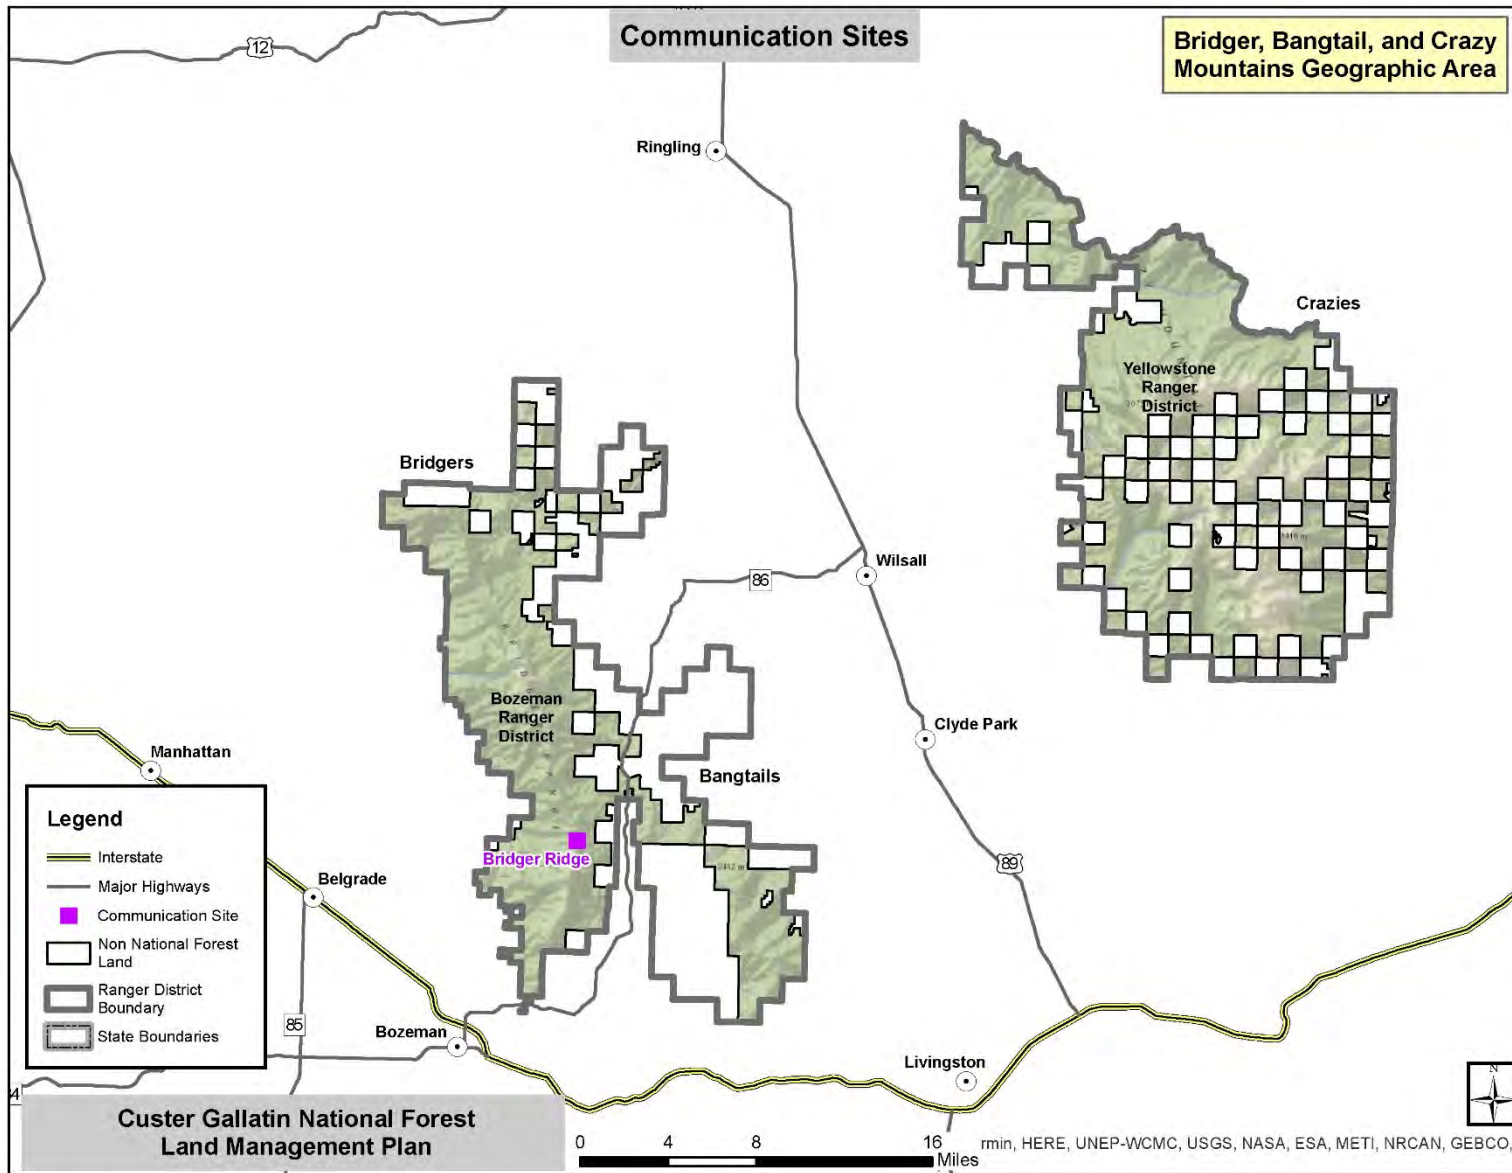 Communication Sites
Bridger, Bangtail, and Crazy
Mountains Geographic Area
12
Ringling
Crazies
Yellowstone
Ranger
District
Bridgers
Wilsall
86
Bozeman
Ranger
District
Clyde Park
Manhattan
Bangtails
Legend
Interstate
Major Highways
Communication Site
Non National Forest
Land
Ranger District
Boundary
State Boundaries
Bridger Ridge
89
Belgrade
85
Bozeman
Livingston
N
Custer Gallatin National Forest
Land Management Plan
0 4 8 16
Miles
rmin, HERE, UNEP-WCMC, USGS, NASA, ESA, METI, NRCAN, GEBCO,